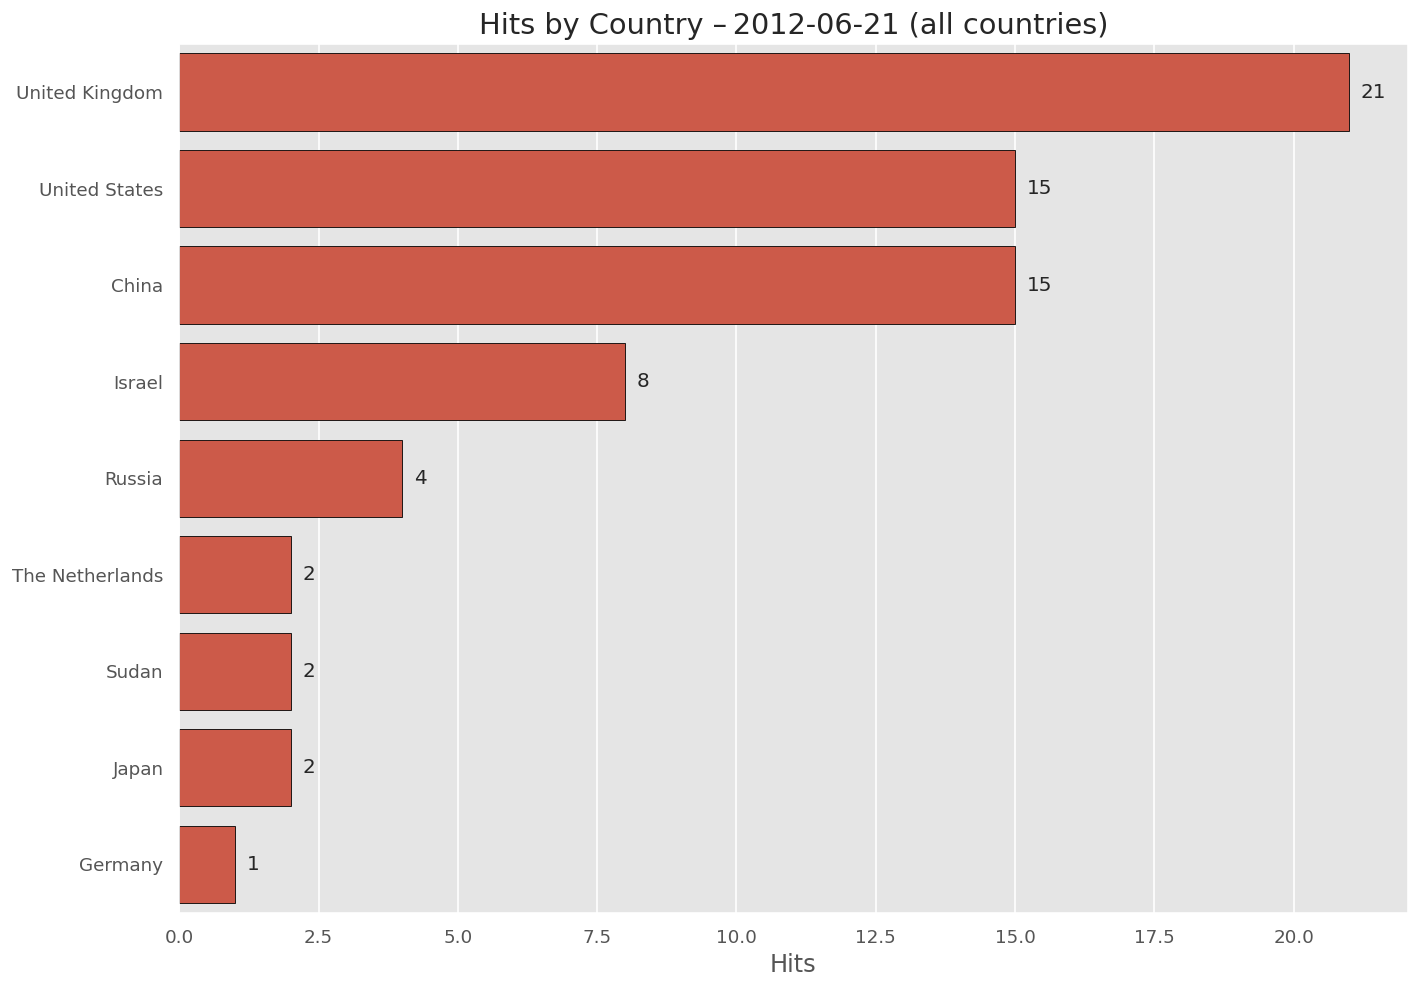 Hits by Country – 2012-06-21 (all countries)
United Kingdom 21
United States 15
China 15
Israel 8
Russia 4
The Netherlands 2
Sudan 2
Japan 2
Germany 1
0.0 2.5 5.0 7.5 10.0 12.5 15.0 17.5 20.0
Hits